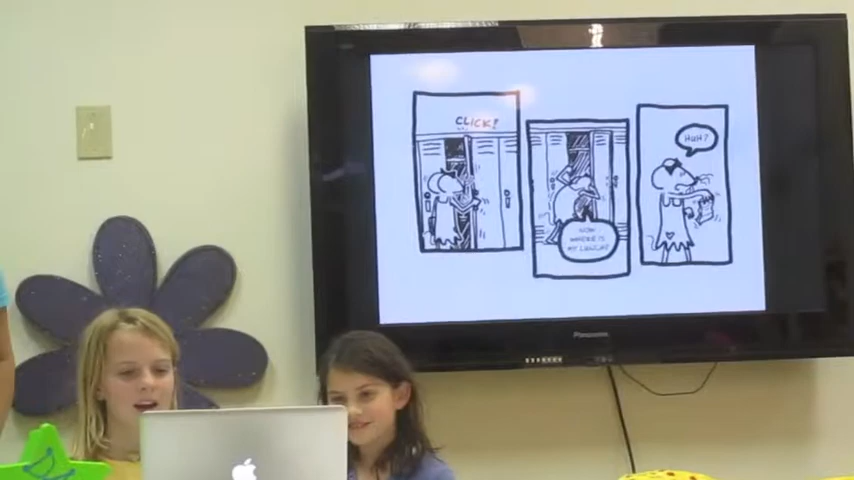 CLICK!
NOW
WHERE IS
MY LUNCH?
HUH?
Panasonic